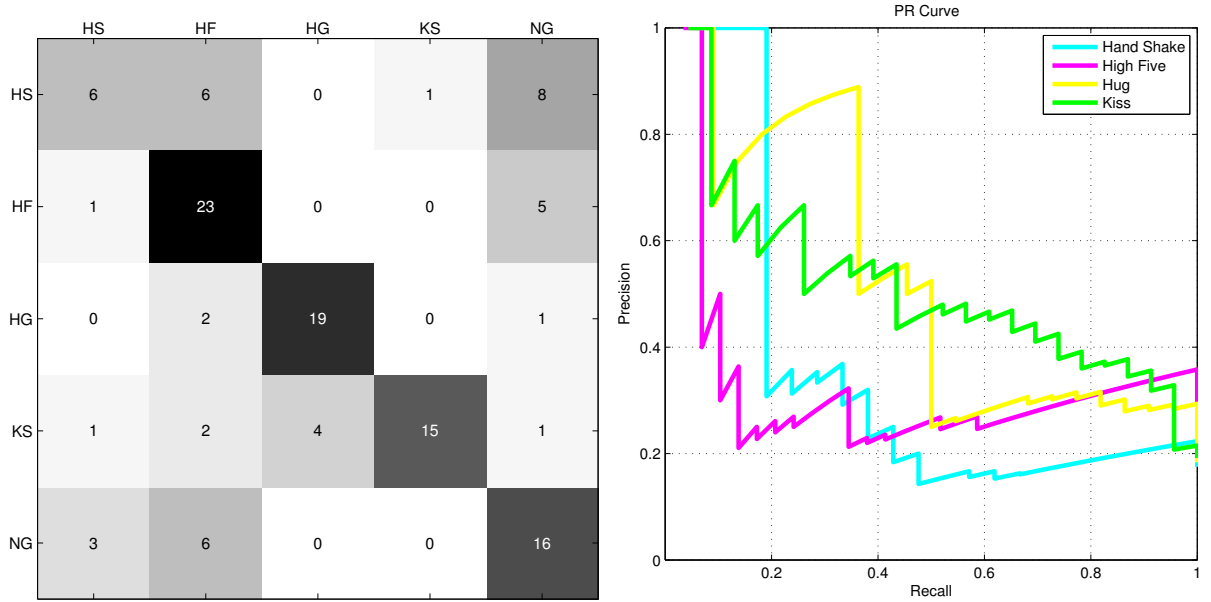 HS HF HG KS NG
HS 6 6 0 1 8
HF 1 23 0 0 5
HG 0 2 19 0 1
KS 1 2 4 15 1
NG 3 6 0 0 16
PR Curve
Hand Shake
High Five
Hug
Kiss
Precision
1
0.8
0.6
0.4
0.2
0
0.2 0.4 0.6 0.8 1
Recall